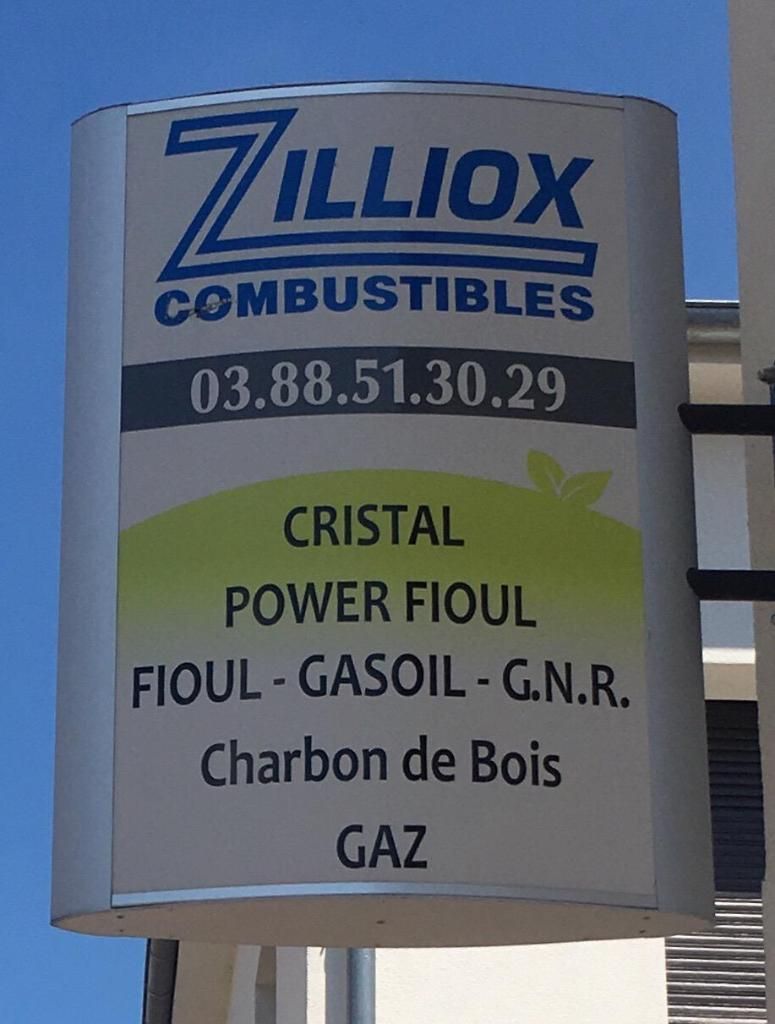 ZILLIOX
COMBUSTIBLES
03.88.51.30.29
CRISTAL
POWER FIOUL
FIOUL - GASOIL - G.N.R.
Charbon de Bois
GAZ